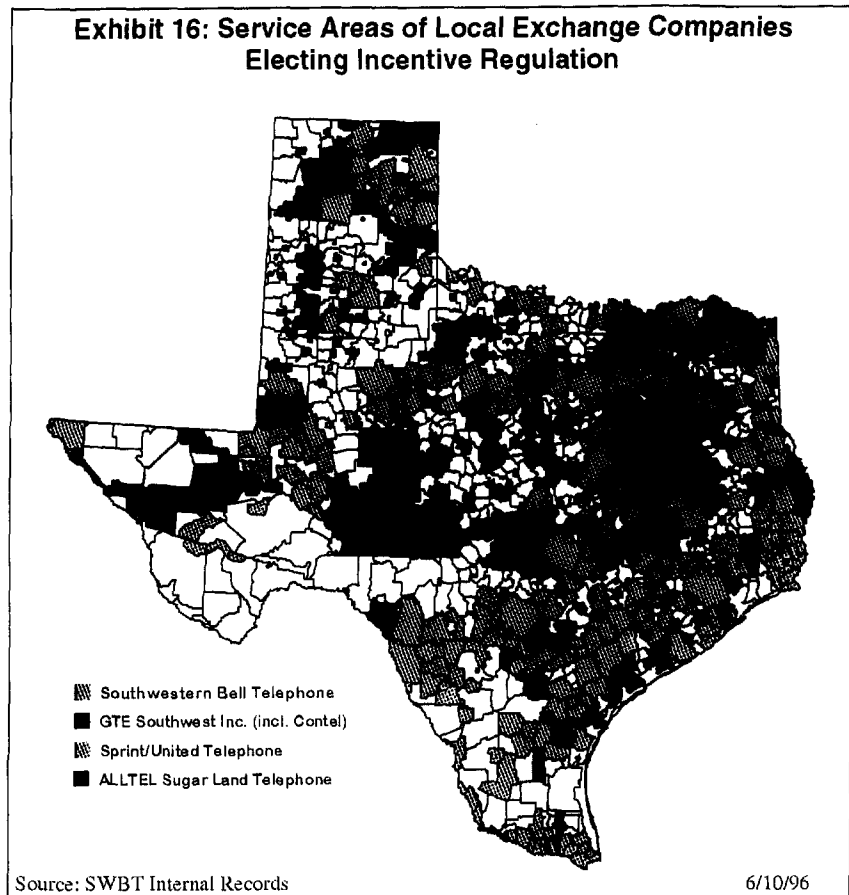 Exhibit 16: Service Areas of Local Exchange Companies
Electing Incentive Regulation
Southwestern Bell Telephone
GTE Southwest Inc. (incl. Contel)
Sprint/United Telephone
ALLTEL Sugar Land Telephone
Source: SWBT Internal Records
6/10/96